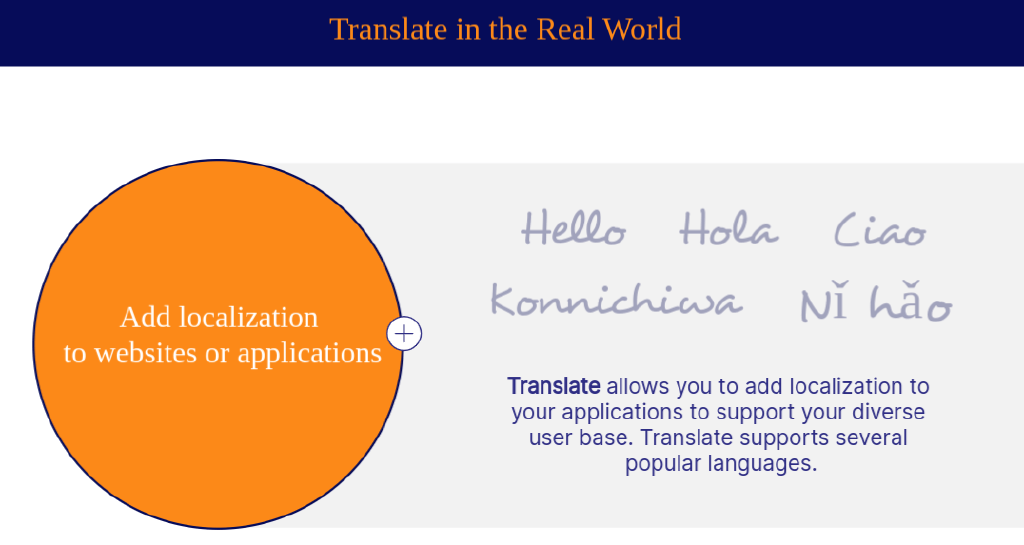 Translate in the Real World
Add localization
to websites or applications
Hello Hola Ciao
Konnichiwa Nǐ hǎo
Translate allows you to add localization to
your applications to support your diverse
user base. Translate supports several
popular languages.